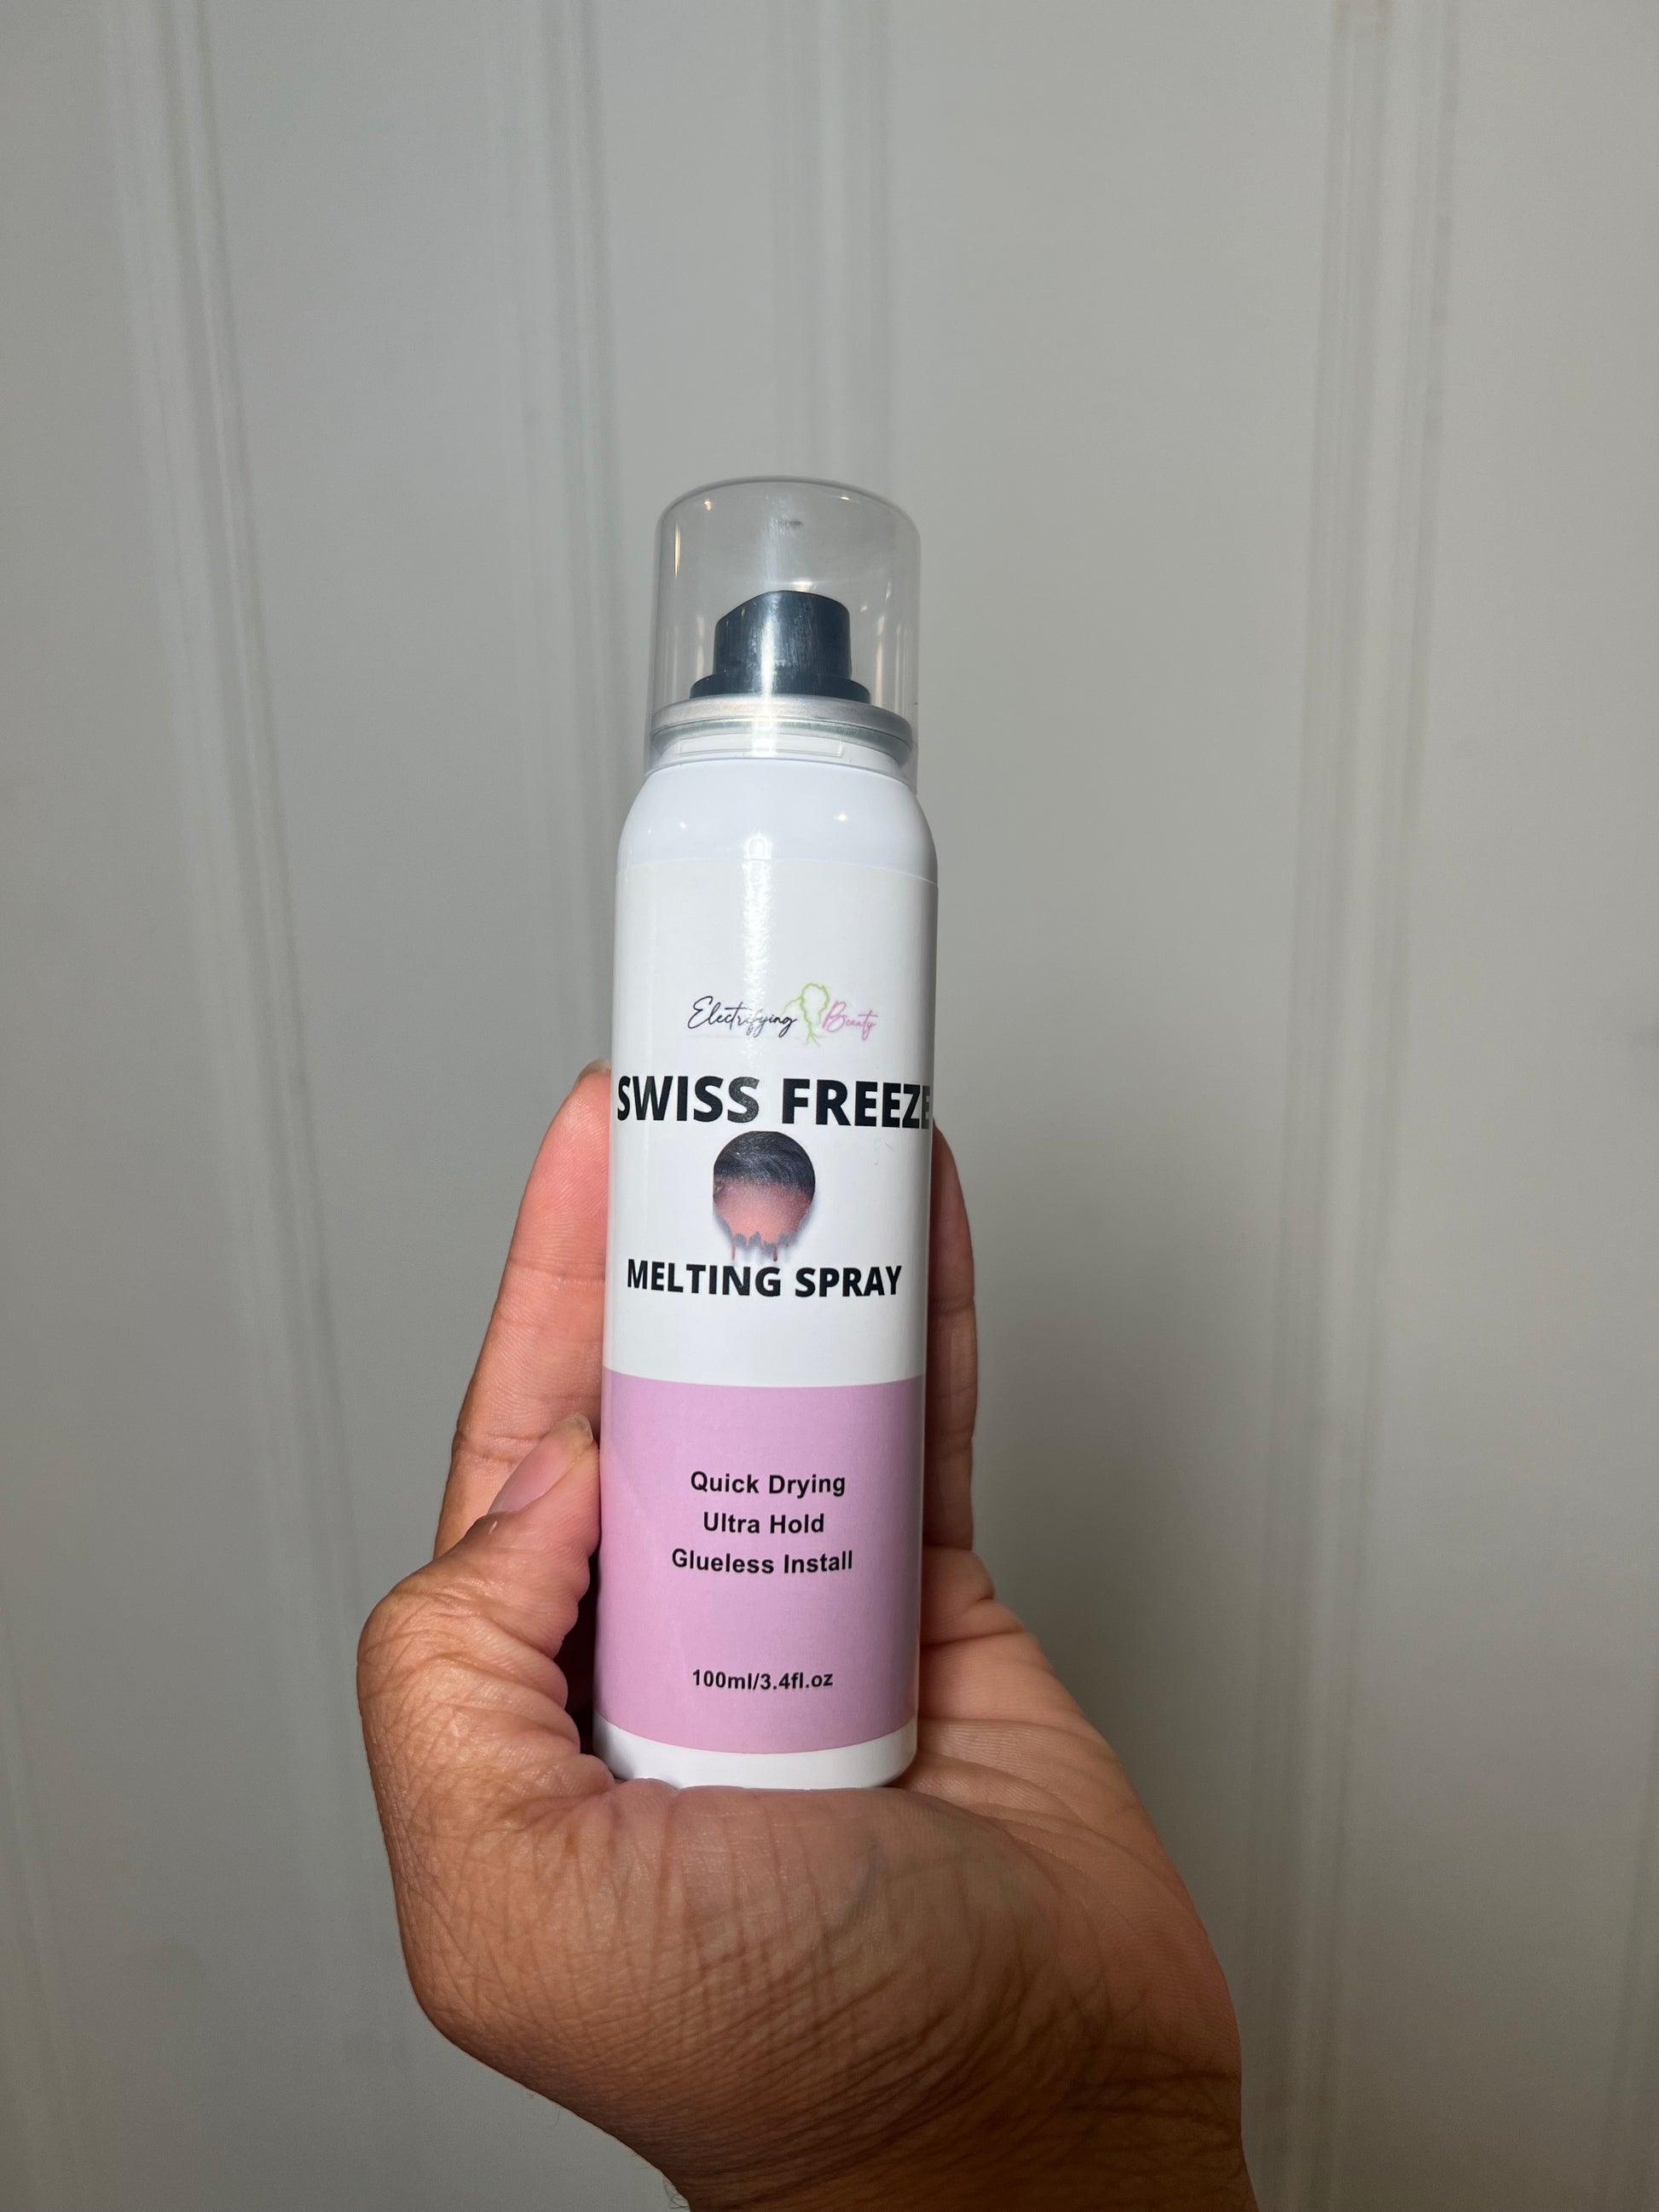 Electrifying Beauty
SWISS FREEZE
MELTING SPRAY
Quick Drying
Ultra Hold
Glueless Install
100ml/3.4fl.oz